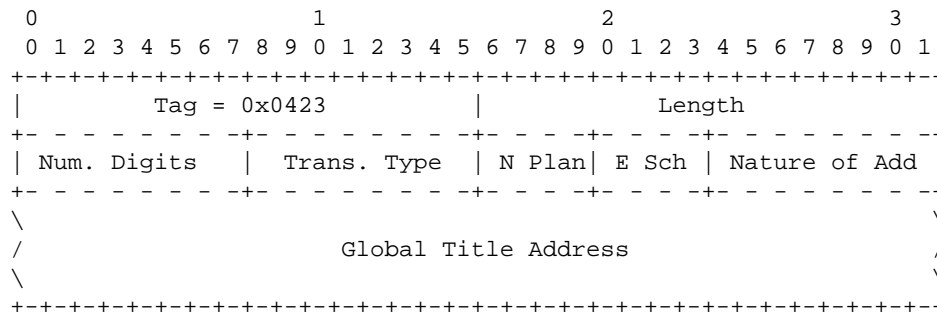 0                   1                   2                   3
0 1 2 3 4 5 6 7 8 9 0 1 2 3 4 5 6 7 8 9 0 1 2 3 4 5 6 7 8 9 0 1
+-+-+-+-+-+-+-+-+-+-+-+-+-+-+-+-+-+-+-+-+-+-+-+-+-+-+-+-+-+-+-+--
|         Tag = 0x0423          |            Length
+- - - - - - - -+- - - - - - - -+- - - -+- - - -+- - - - - - - --
| Num. Digits   |  Trans. Type  | N Plan| E Sch | Nature of Add
+- - - - - - - -+- - - - - - - -+- - - -+- - - -+- - - - - - - --
\                                                               \
/                      Global Title Address                     /
\                                                               \
+-+-+-+-+-+-+-+-+-+-+-+-+-+-+-+-+-+-+-+-+-+-+-+-+-+-+-+-+-+-+-+--